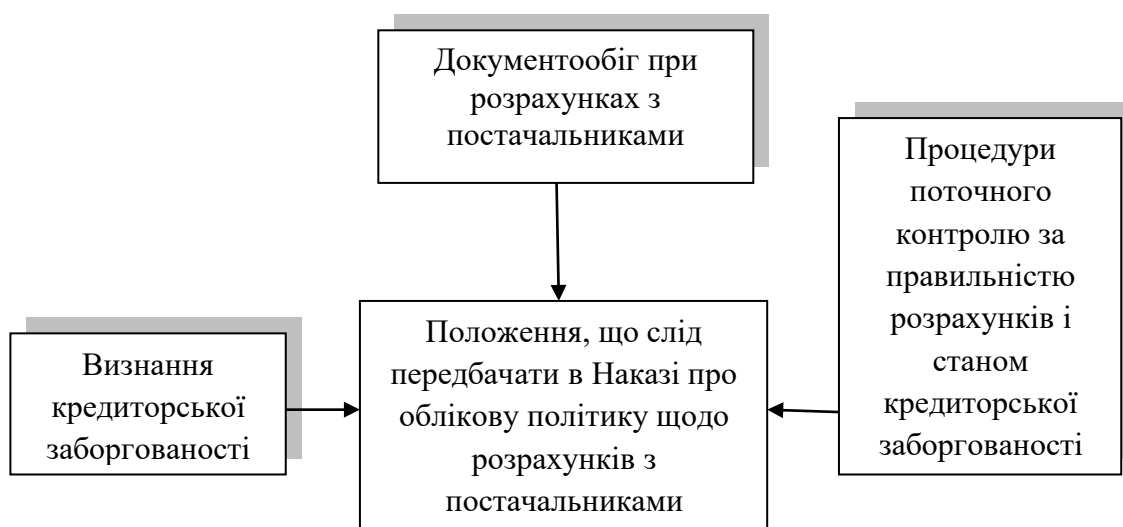 Документообіг при
розрахунках з
постачальниками
Процедури
поточного
контролю за
правильністю
розрахунків і
станом
кредиторської
заборгованості
Визнання
кредиторської
заборгованості
Положення, що слід
передбачати в Наказі про
облікову політику щодо
розрахунків з
постачальниками